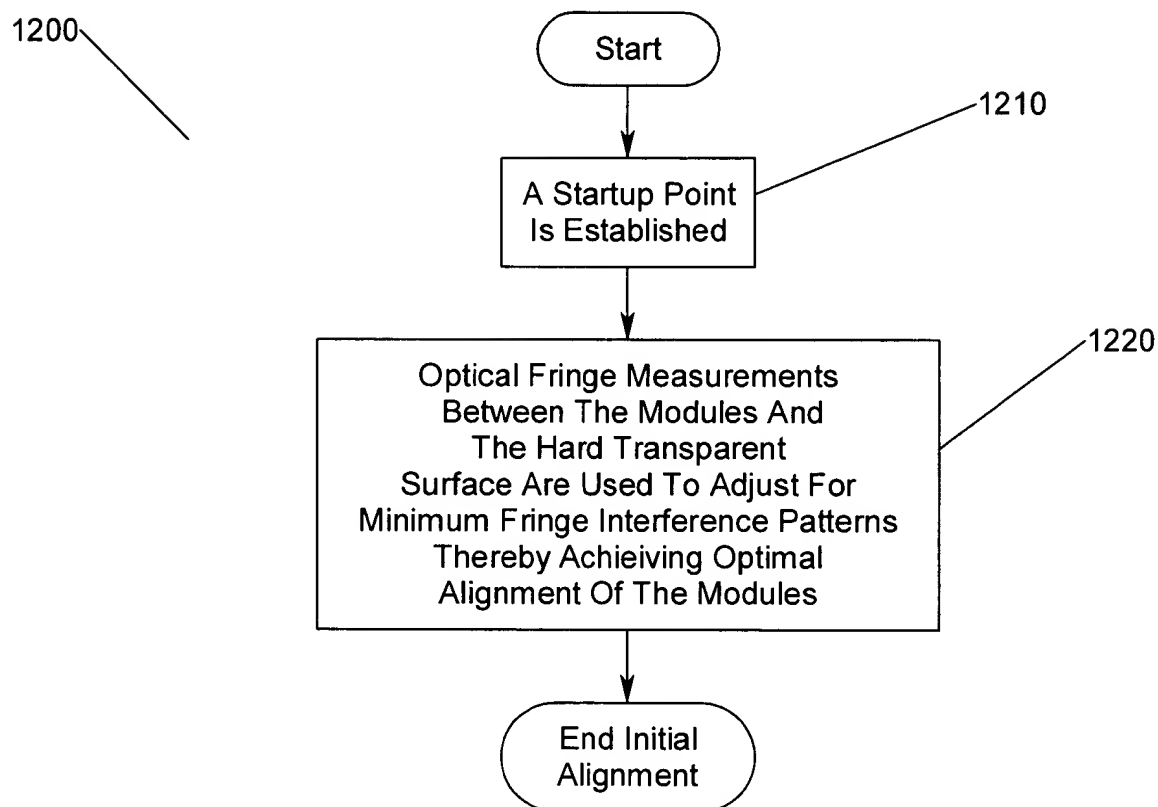 1200
Start
1210
A Startup Point
Is Established
1220
Optical Fringe Measurements
Between The Modules And
The Hard Transparent
Surface Are Used To Adjust For
Minimum Fringe Interference Patterns
Thereby Achieiving Optimal
Alignment Of The Modules
End Initial
Alignment